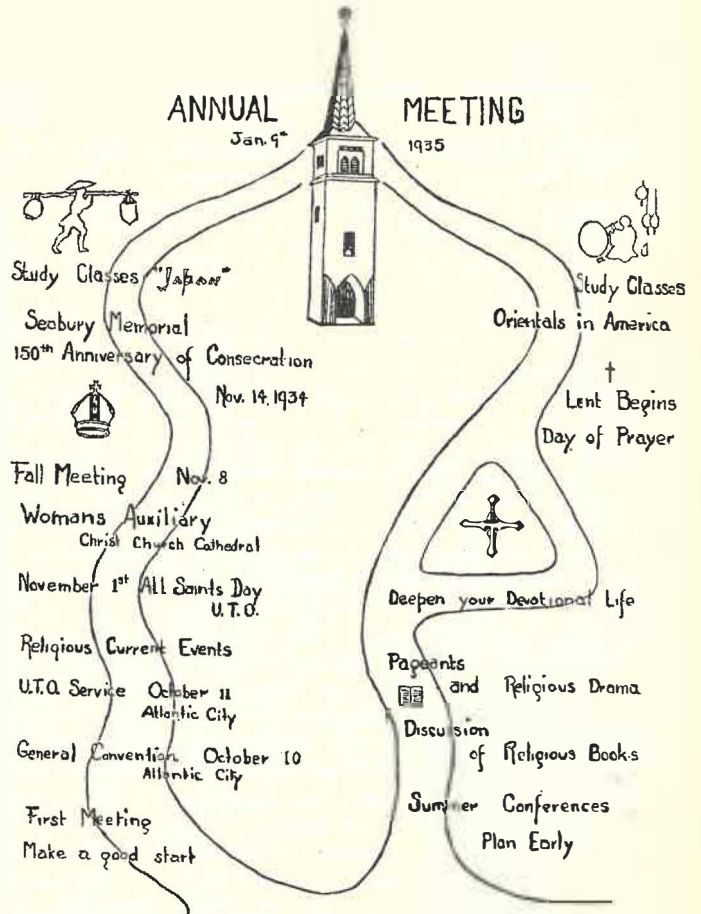 ANNUAL MEETING
Jan. 9th 1935
Study Classes "Japan"
Seabury Memorial
150th Anniversary of Consecration
Nov. 14, 1934
Fall Meeting Nov. 8
Womans Auxiliary
Christ Church Cathedral
November 1st All Saints Day
U.T.O.
Religious Current Events
U.T.O. Service October 11
Atlantic City
General Convention October 10
Atlantic City
First Meeting
Make a good start
Study Classes
Orientals in America
Lent Begins
Day of Prayer
Deepen your Devotional Life
Pageants
and Religious Drama
Discussion
of Religious Books
Summer Conferences
Plan Early